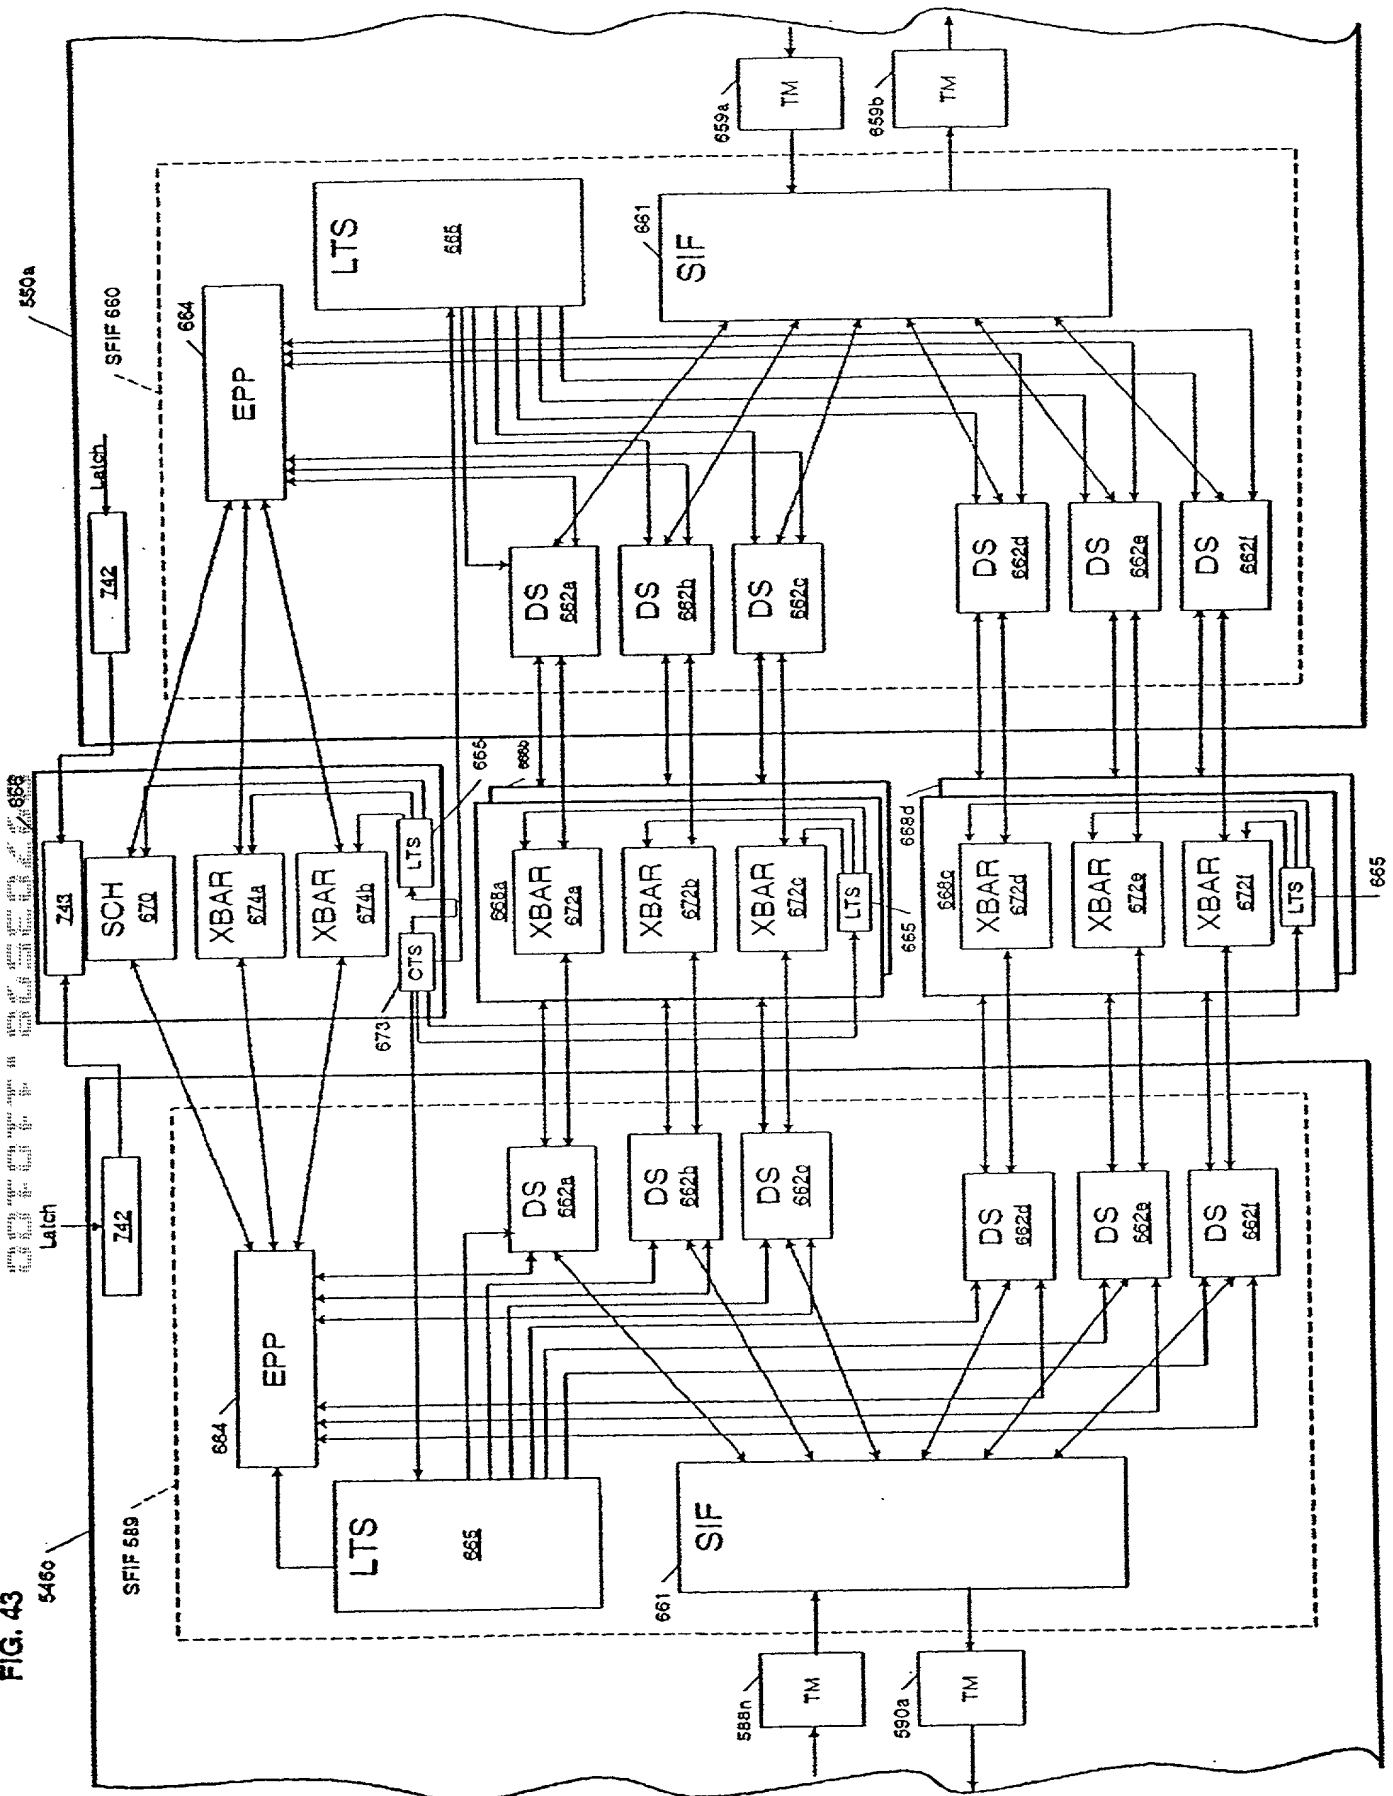 FIG. 43
5460
SFIF 589
Latch
742
664
EPP
LTS
665
661
SIF
588n
TM
590a
TM
DS
662a
DS
662b
DS
662c
DS
662d
DS
662e
DS
662f
743
SCH
670
XBAR
674a
XBAR
674b
LTS
665
CTS
673
668b
668a
XBAR
672a
XBAR
672b
XBAR
672c
LTS
665
668d
668c
XBAR
672d
XBAR
672e
XBAR
672f
LTS
665
550a
SFIF 660
Latch
742
664
EPP
LTS
665
661
SIF
659a
TM
659b
TM
DS
662a
DS
662b
DS
662c
DS
662d
DS
662e
DS
662f